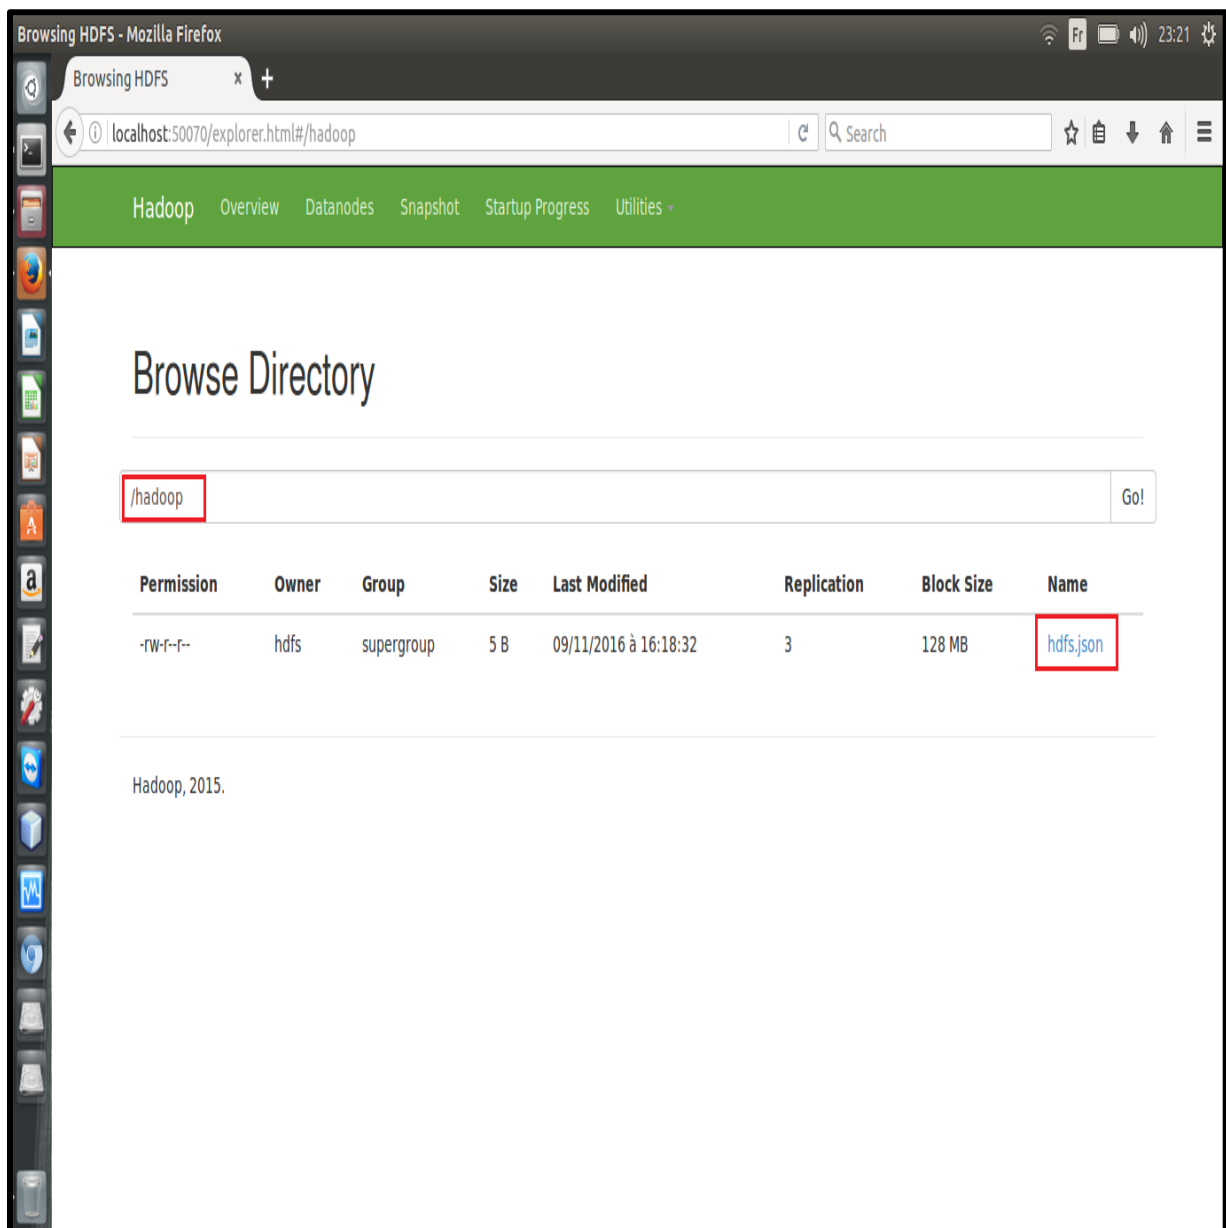 Browsing HDFS - Mozilla Firefox Fr 23:21
Browsing HDFS x +
localhost:50070/explorer.html#/hadoop Search
Hadoop Overview Datanodes Snapshot Startup Progress Utilities
Browse Directory
/hadoop Go!
Permission Owner Group Size Last Modified Replication Block Size Name
-rw-r--r-- hdfs supergroup 5 B 09/11/2016 à 16:18:32 3 128 MB hdfs.json
Hadoop, 2015.